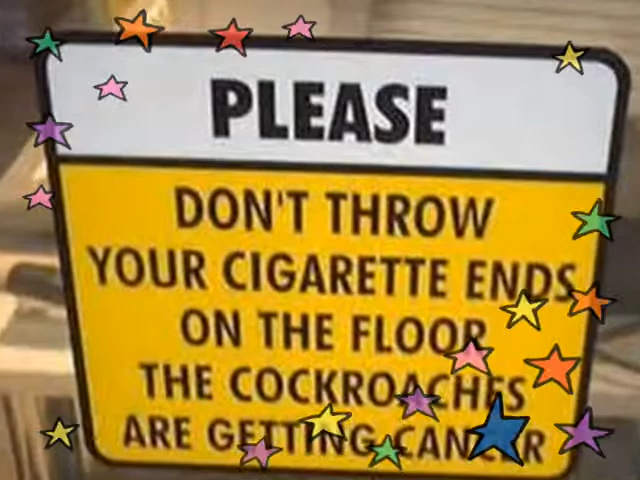 PLEASE
DON'T THROW
YOUR CIGARETTE ENDS
ON THE FLOOR
THE COCKROACHES
ARE GETTING CANCER